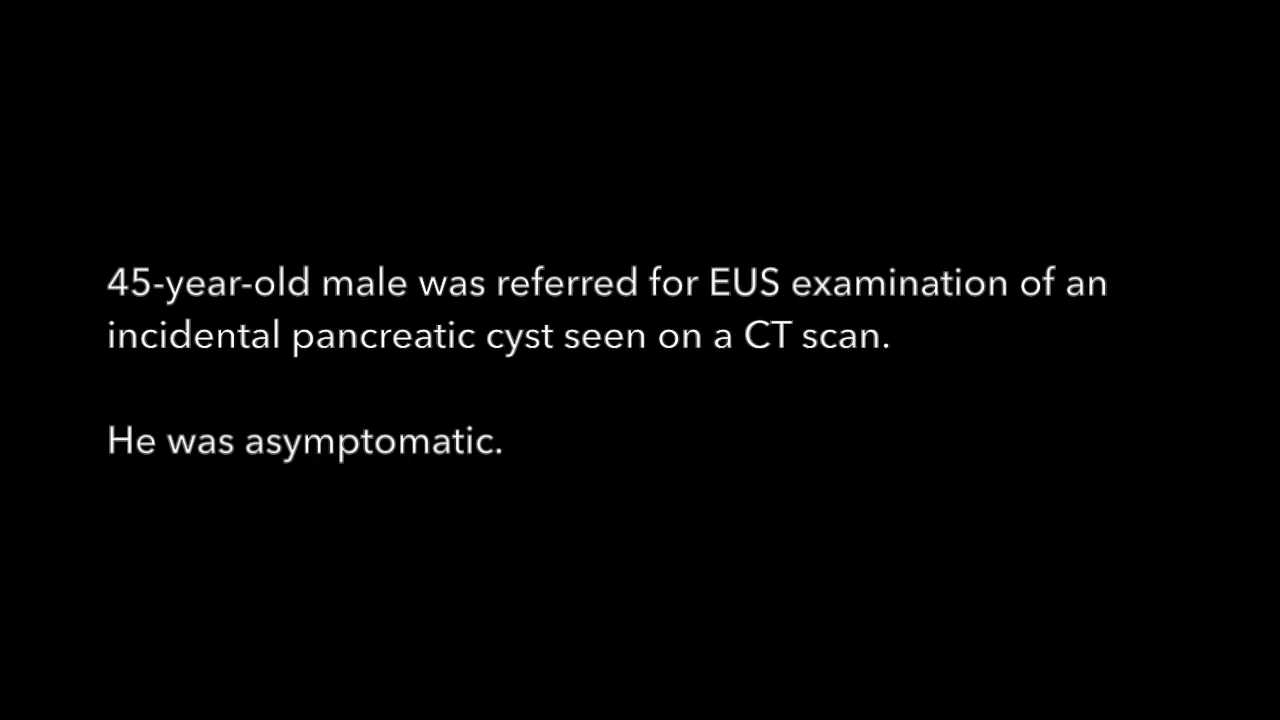 45-year-old male was referred for EUS examination of an
incidental pancreatic cyst seen on a CT scan.
He was asymptomatic.